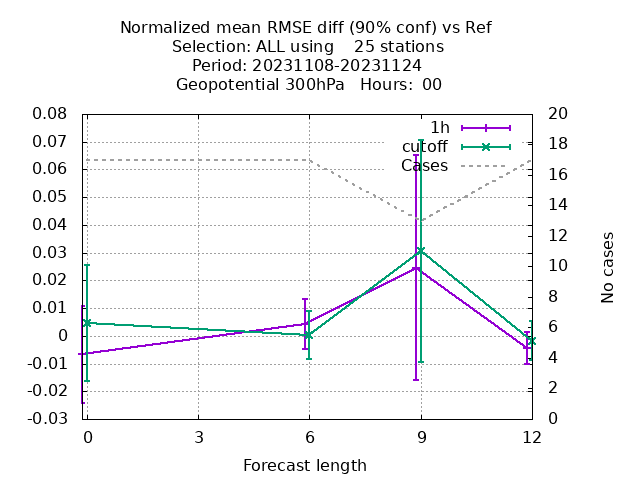 Normalized mean RMSE diff (90% conf) vs Ref
Selection: ALL using    25 stations
Period: 20231108-20231124
Geopotential 300hPa   Hours:  00
0.08
0.07
0.06
0.05
0.04
0.03
0.02
0.01
0
-0.01
-0.02
-0.03
1h
cutoff
Cases
20
18
16
14
12
10
8
6
4
2
0
No cases
0 3 6 9 12
Forecast length